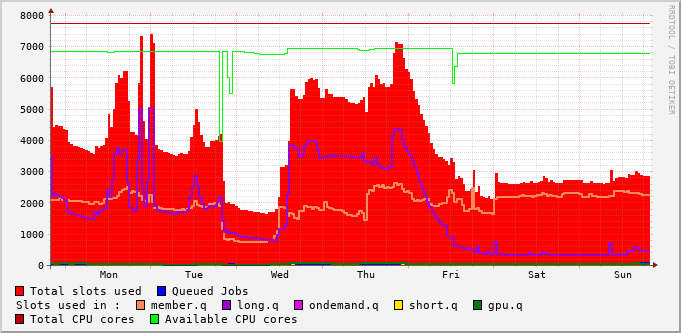 8000
7000
6000
5000
4000
3000
2000
1000
0
Mon Tue Wed Thu Fri Sat Sun
RRDTOOL / TOBI OETIKER
Total slots used Queued Jobs
Slots used in : member.q long.q ondemand.q short.q gpu.q
Total CPU cores Available CPU cores